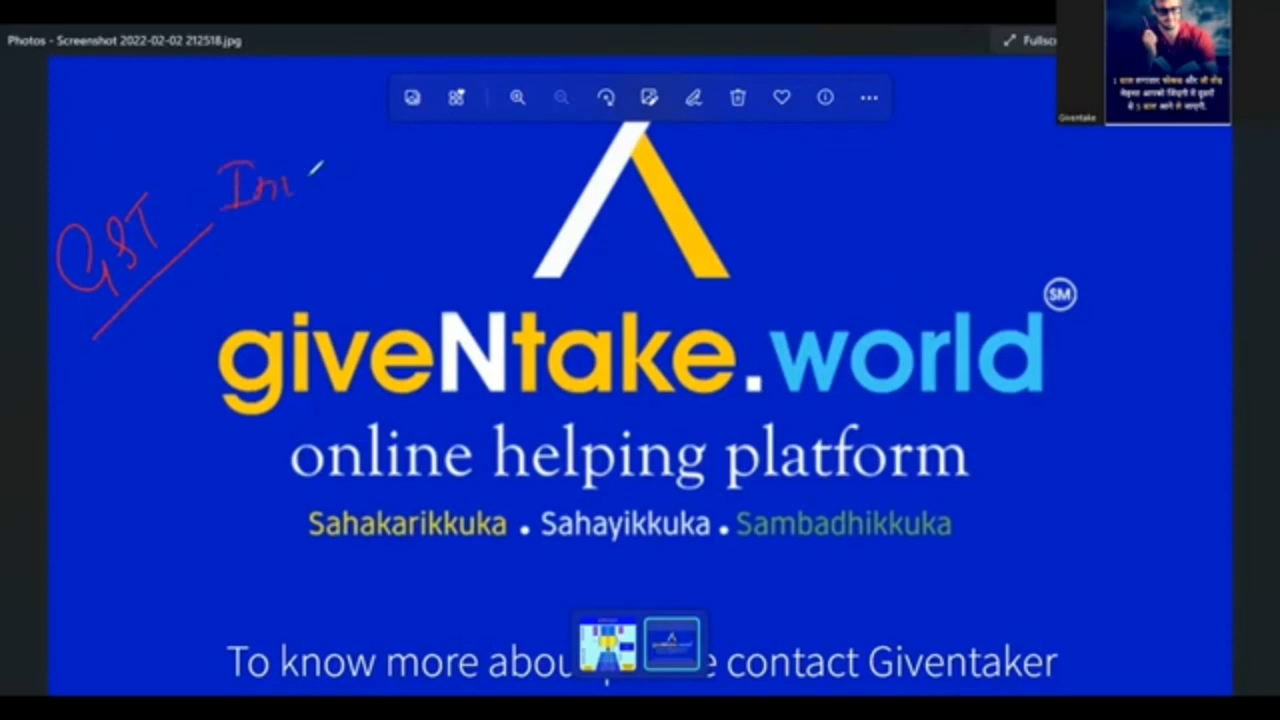 Photos - Screenshot 2022-02-02 212518.jpg
Fullsc
Giventake
GST
giveNtake.world
SM
online helping platform
Sahakarikkuka . Sahayikkuka . Sambadhikkuka
To know more abou e contact Giventaker